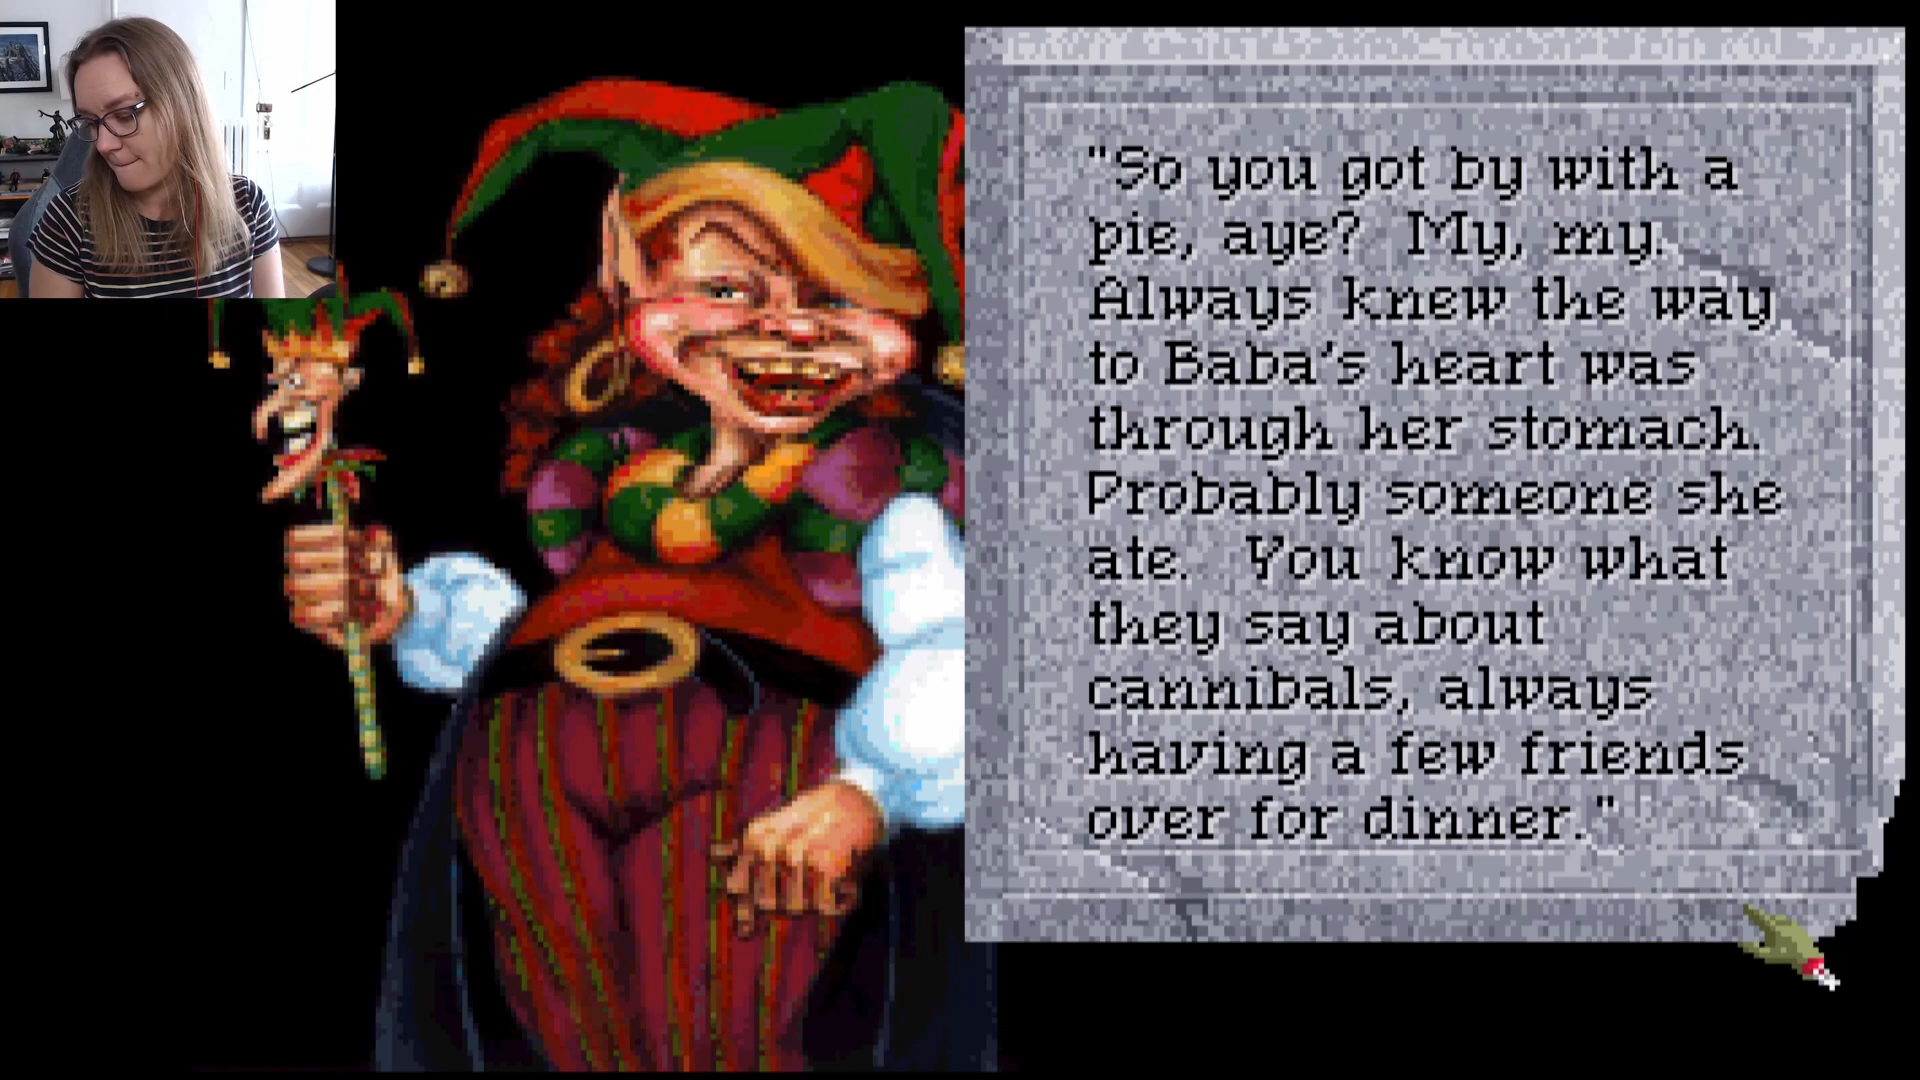 "So you got by with a
pie, aye?  My, my.
Always knew the way
to Baba's heart was
through her stomach.
Probably someone she
ate.  You know what
they say about
cannibals, always
having a few friends
over for dinner."